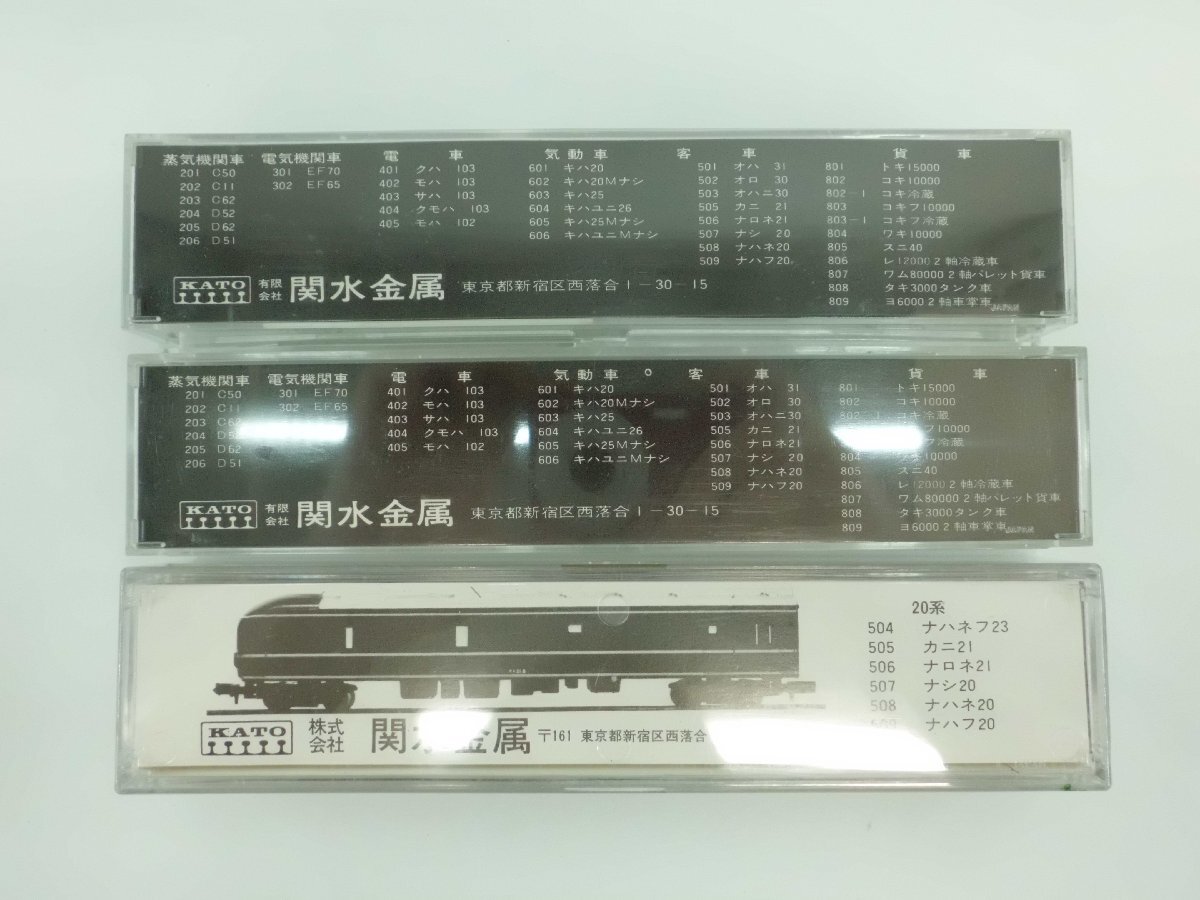 蒸気機関車 電気機関車 電車 気動車 客車 貨車
201 C50 301 EF70 401 クハ 103 601 キハ20 501 オハ 31 801 トキ15000
202 C11 302 EF65 402 モハ 103 602 キハ20Mナシ 502 オロ 30 802 コキ10000
203 C62 403 サハ 103 603 キハ25 503 オハニ30 802-1 コキ冷蔵
204 D52 404 クモハ 103 604 キハユニ26 505 カニ 21 803 コキフ10000
205 D62 405 モハ 102 605 キハ25Mナシ 506 ナロネ21 803-1 コキフ冷蔵
206 D51 606 キハユニMナシ 507 ナシ 20 804 ワキ10000
508 ナハネ20 805 スニ40
509 ナハフ20 806 レ12000 2軸冷蔵車
807 ワム80000 2軸パレット貨車
808 タキ3000タンク車
809 ヨ6000 2軸車掌車
JAPAN
KATO 有限会社 関水金属 東京都新宿区西落合1-30-15
蒸気機関車 電気機関車 電車 気動車 客車 貨車
201 C50 301 EF70 401 クハ 103 601 キハ20 501 オハ 31 801 トキ15000
202 C11 302 EF65 402 モハ 103 602 キハ20Mナシ 502 オロ 30 802 コキ10000
203 C62 403 サハ 103 603 キハ25 503 オハニ30 コキ冷蔵
204 404 クモハ 103 604 キハユニ26 505 カニ 21 10000
205 D62 405 モハ 102 605 キハ25Mナシ 506 ナロネ21 冷蔵
206 D51 606 キハユニMナシ 507 ナシ 20 804 10000
508 ナハネ20 805 スニ40
509 ナハフ20 806 レ12000 2軸冷蔵車
807 ワム80000 2軸パレット貨車
808 タキ3000タンク車
809 ヨ6000 2軸車掌車
JAPAN
KATO 有限会社 関水金属 東京都新宿区西落合1-30-15
20系
504 ナハネフ23
505 カニ21
506 ナロネ21
507 ナシ20
508 ナハネ20
ナハフ20
KATO 株式会社 関水金属 〒161 東京都新宿区西落合